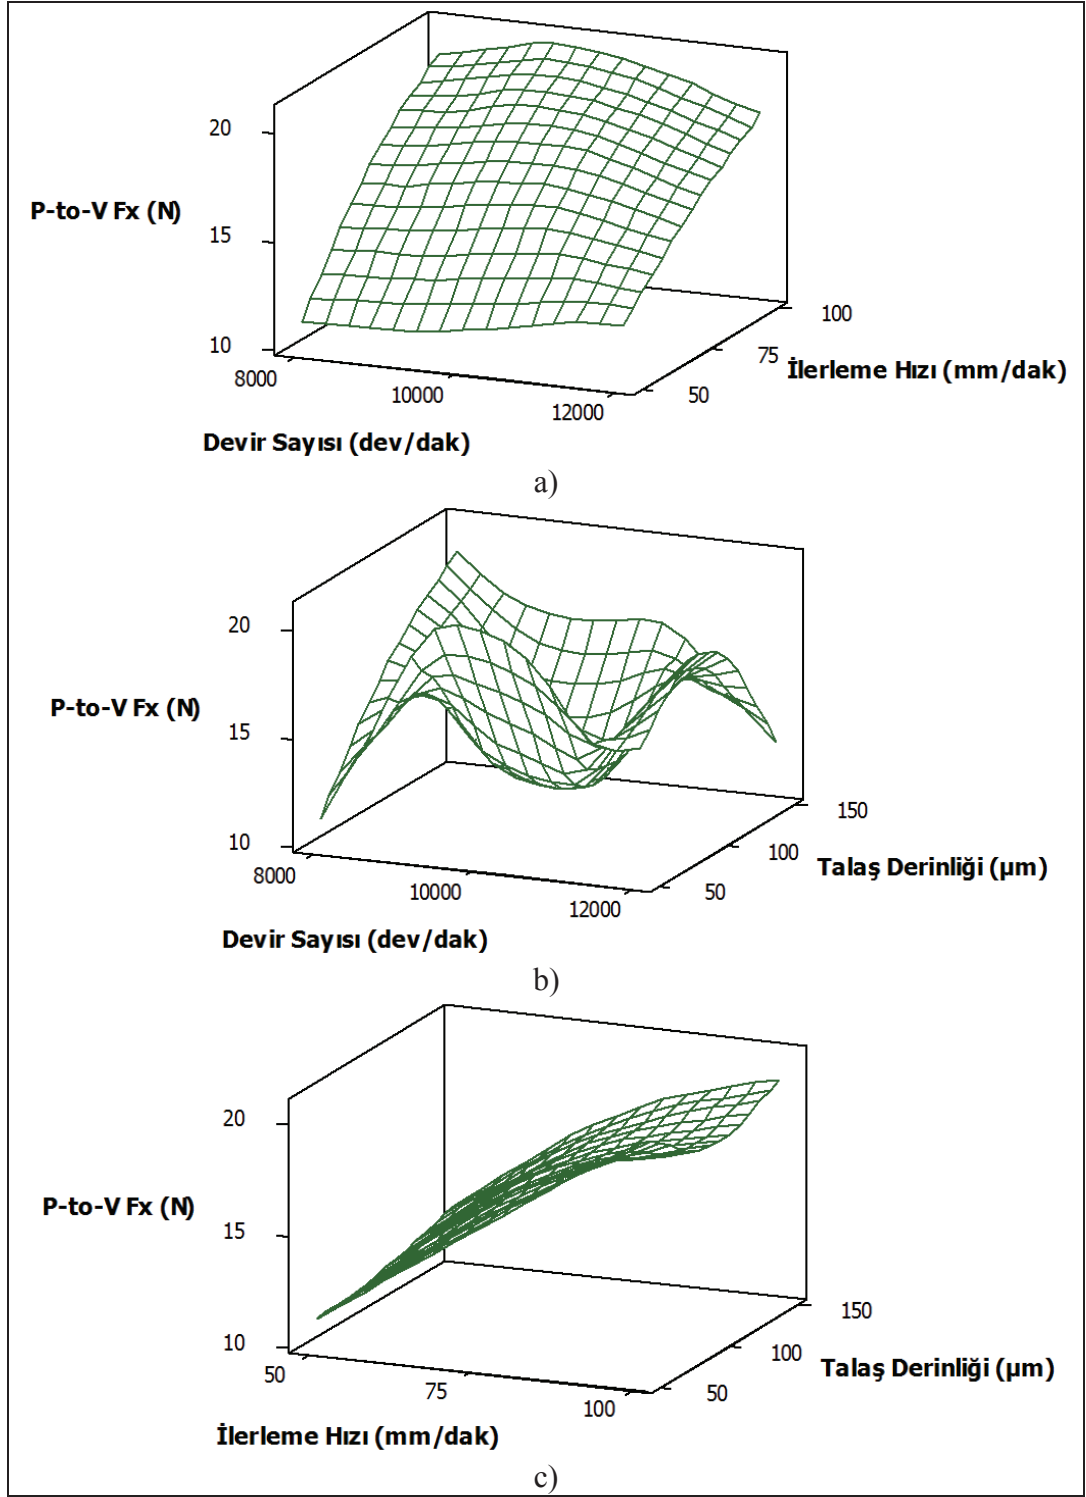 20
P-to-V Fx (N)
15
10
8000
10000
12000
Devir Sayısı (dev/dak)
100
75
İlerleme Hızı (mm/dak)
50
a)
20
P-to-V Fx (N)
15
10
8000
10000
12000
Devir Sayısı (dev/dak)
150
100
Talaş Derinliği (µm)
50
b)
20
P-to-V Fx (N)
15
10
50
75
100
İlerleme Hızı (mm/dak)
150
100
Talaş Derinliği (µm)
50
c)